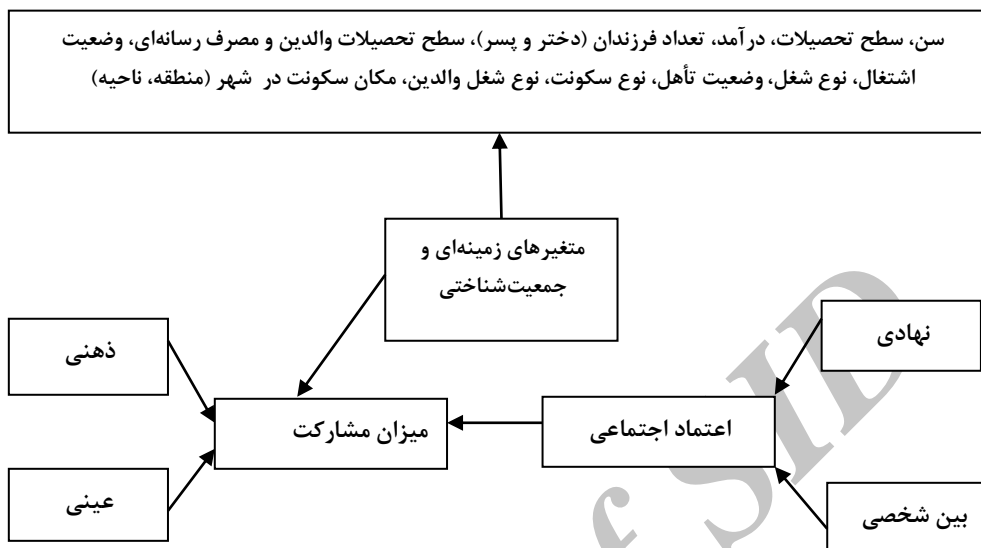 سن، سطح تحصیلات، درآمد، تعداد فرزندان (دختر و پسر)، سطح تحصیلات والدین و مصرف رسانه‌ای، وضعیت
اشتغال، نوع شغل، وضعیت تأهل، نوع سکونت، نوع شغل والدین، مکان سکونت در شهر (منطقه، ناحیه)
متغیرهای زمینه‌ای و
جمعیت‌شناختی
نهادی
ذهنی
اعتماد اجتماعی
میزان مشارکت
بین شخصی
عینی
of SID